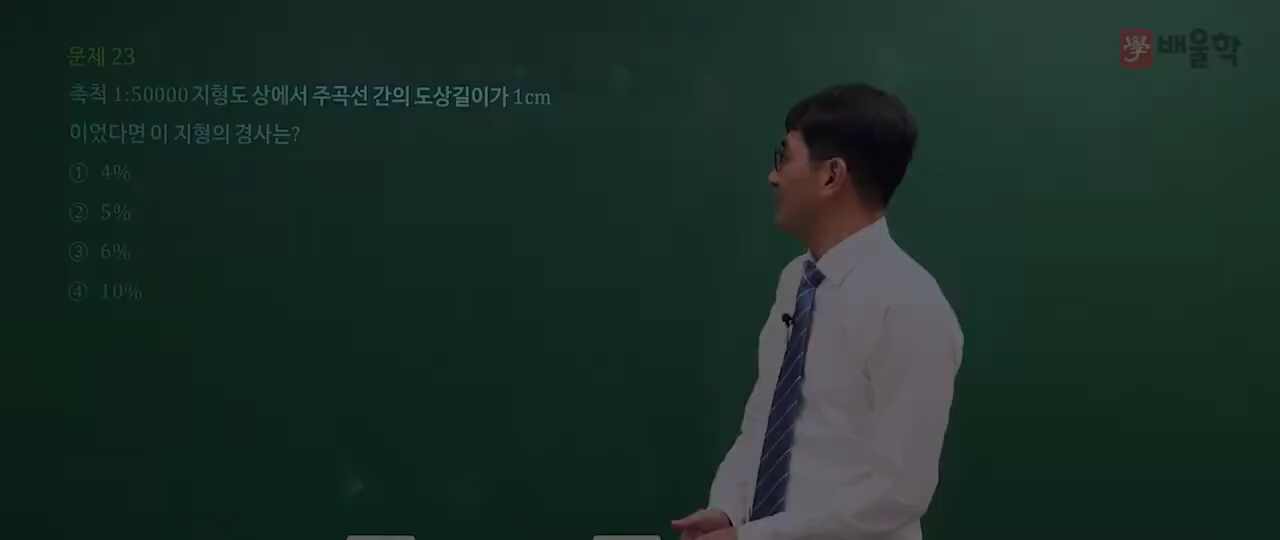 문제 23
學 배울학
축척 1:50000 지형도 상에서 주곡선 간의 도상길이가 1cm
이었다면 이 지형의 경사는?
① 4%
② 5%
③ 6%
④ 10%